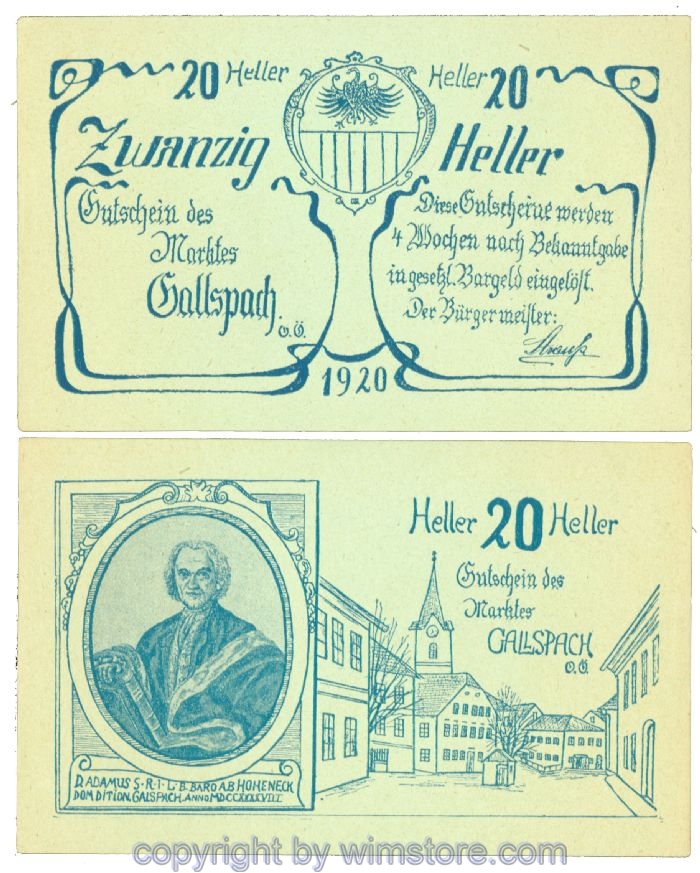 20 Heller
Heller 20
Zwanzig Heller
Gutschein des
Marktes
Gallspach.
o.Ö.
Diese Gutscheine werden
4 Wochen nach Bekanntgabe
in gesetzl. Bargeld eingelöst.
Der Bürgermeister:
1920
Heller 20 Heller
Gutschein des
Marktes
GALLSPACH
o.Ö.
D. ADAMUS S·R·I·L·B·BARO A.B HOHENECK
DOM DITION. GALSPACH. ANNO MDCCXXXXVIII
copyright by wimstore.com